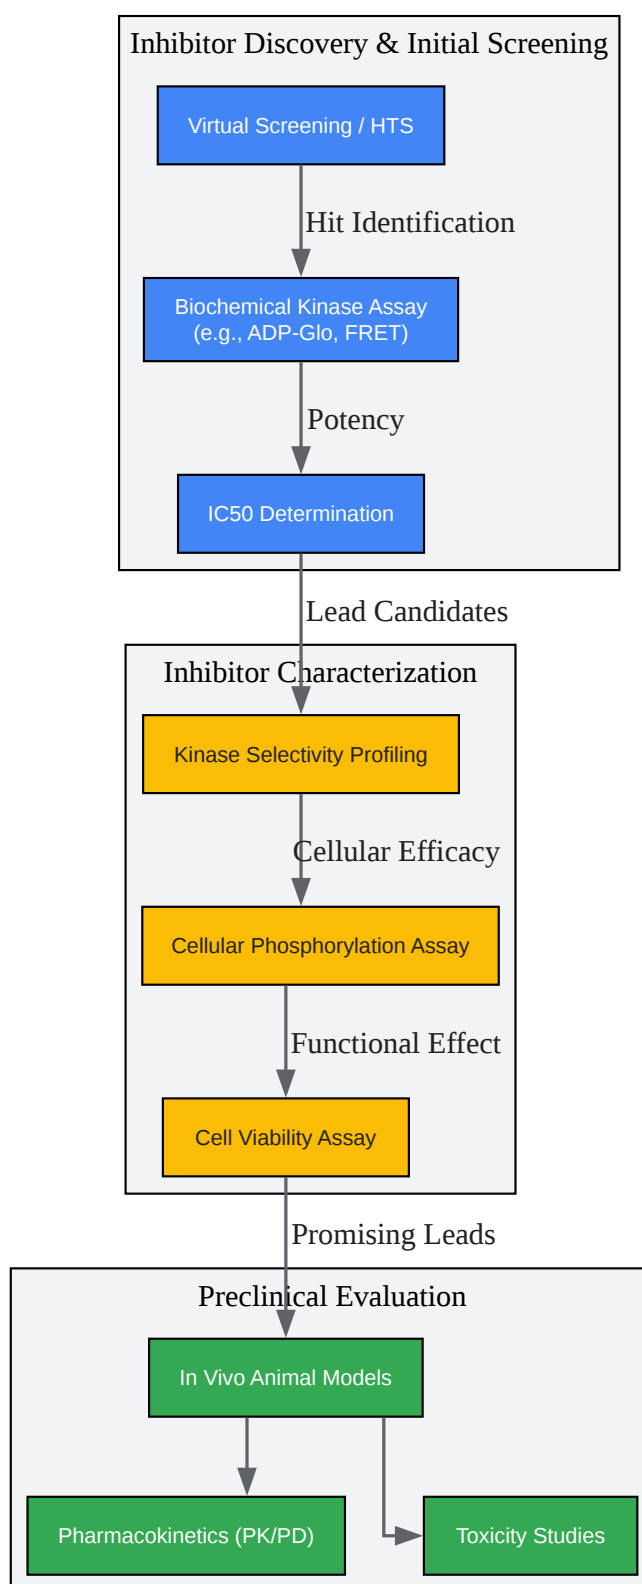 Inhibitor Discovery & Initial Screening
Virtual Screening / HTS
Hit Identification
Biochemical Kinase Assay
(e.g., ADP-Glo, FRET)
Potency
IC50 Determination
Lead Candidates
Inhibitor Characterization
Kinase Selectivity Profiling
Cellular Efficacy
Cellular Phosphorylation Assay
Functional Effect
Cell Viability Assay
Promising Leads
Preclinical Evaluation
In Vivo Animal Models
Pharmacokinetics (PK/PD)
Toxicity Studies